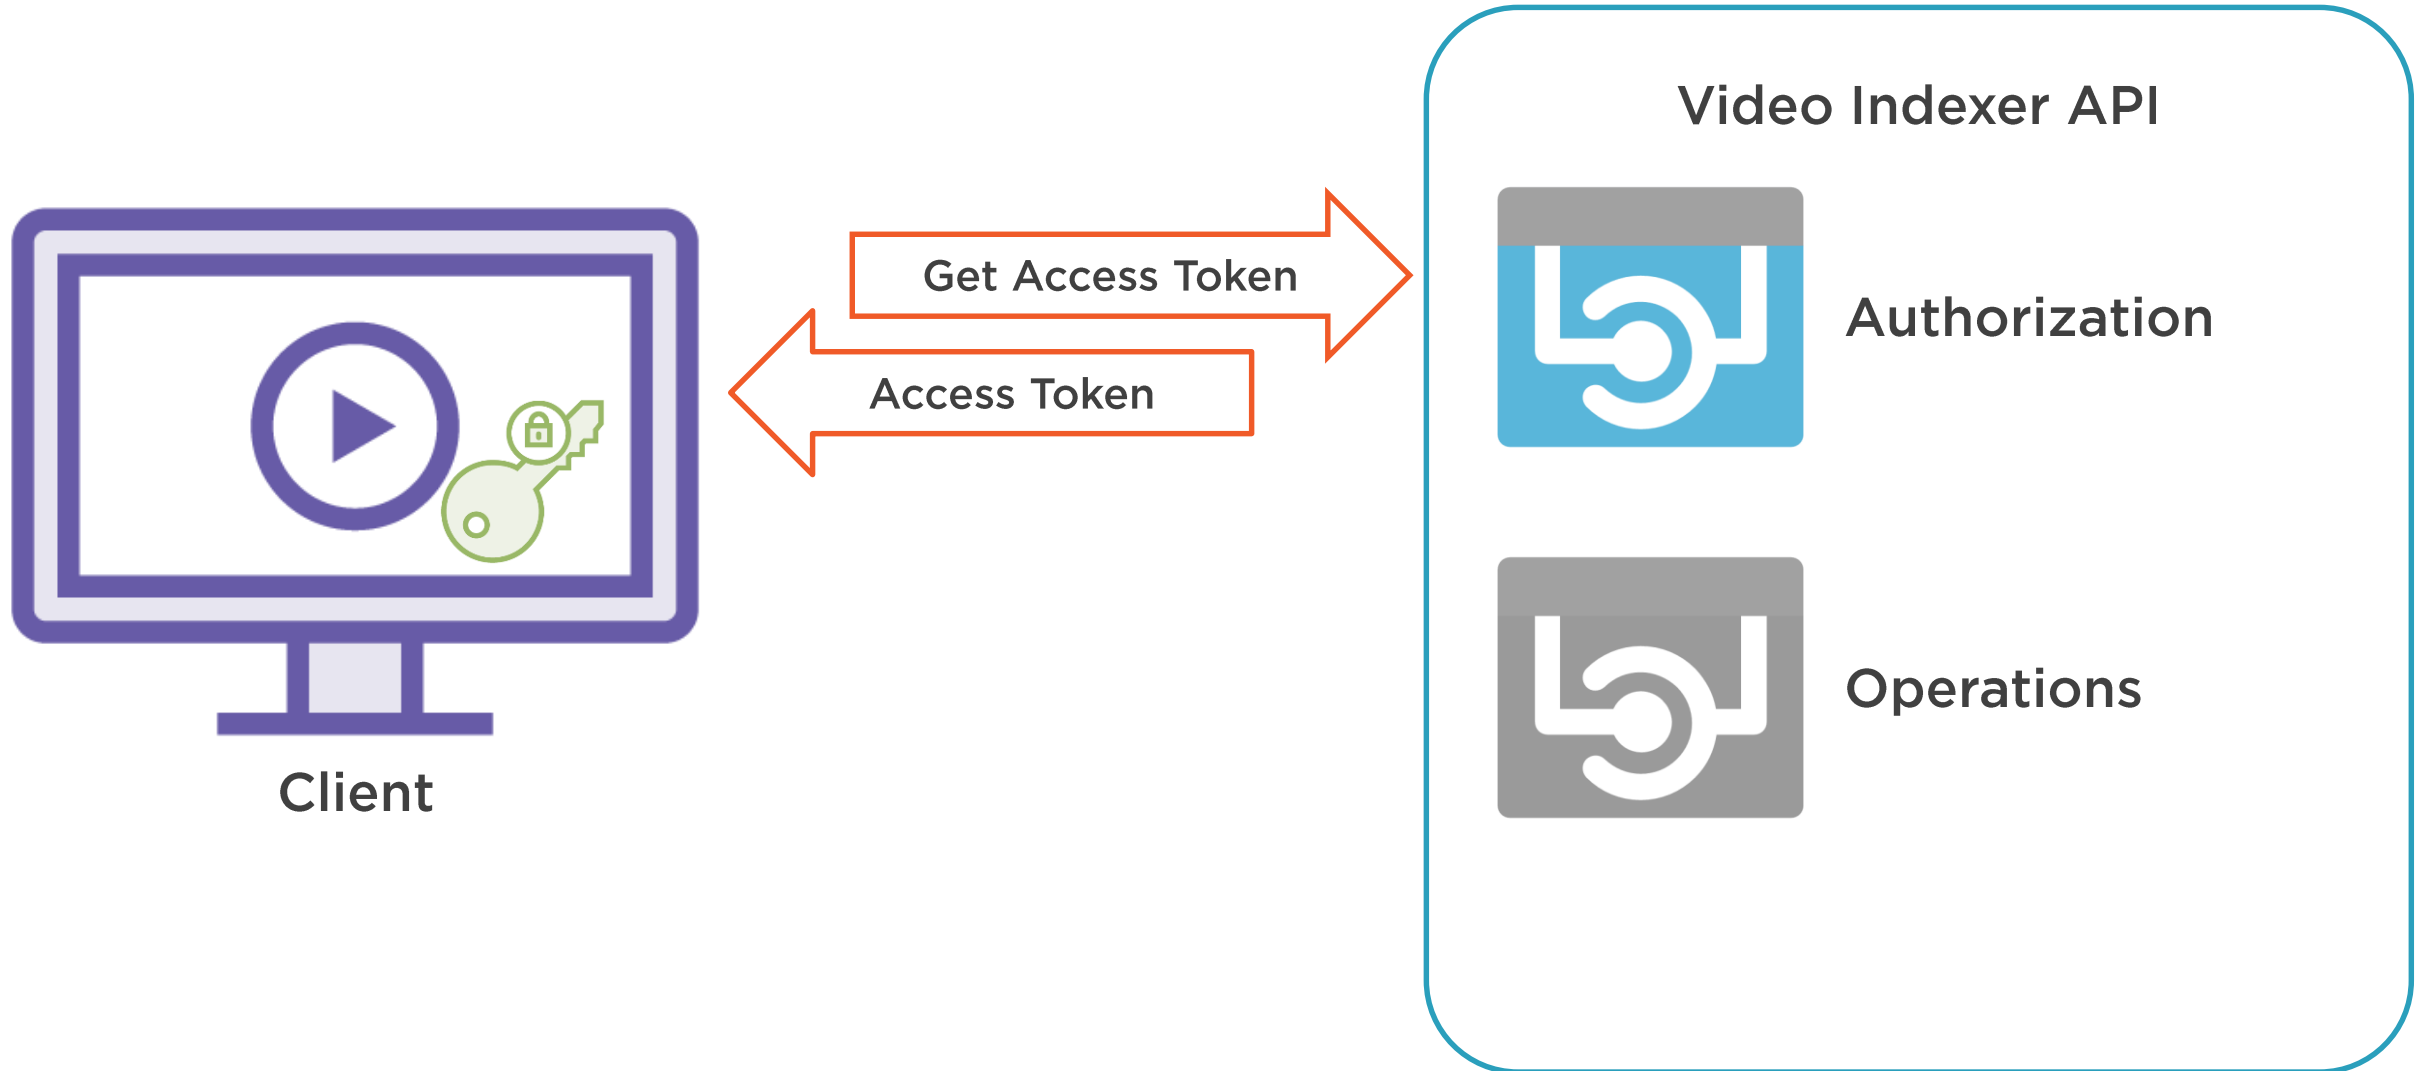 Video Indexer API
Get Access Token
Access Token
Authorization
Operations
Client